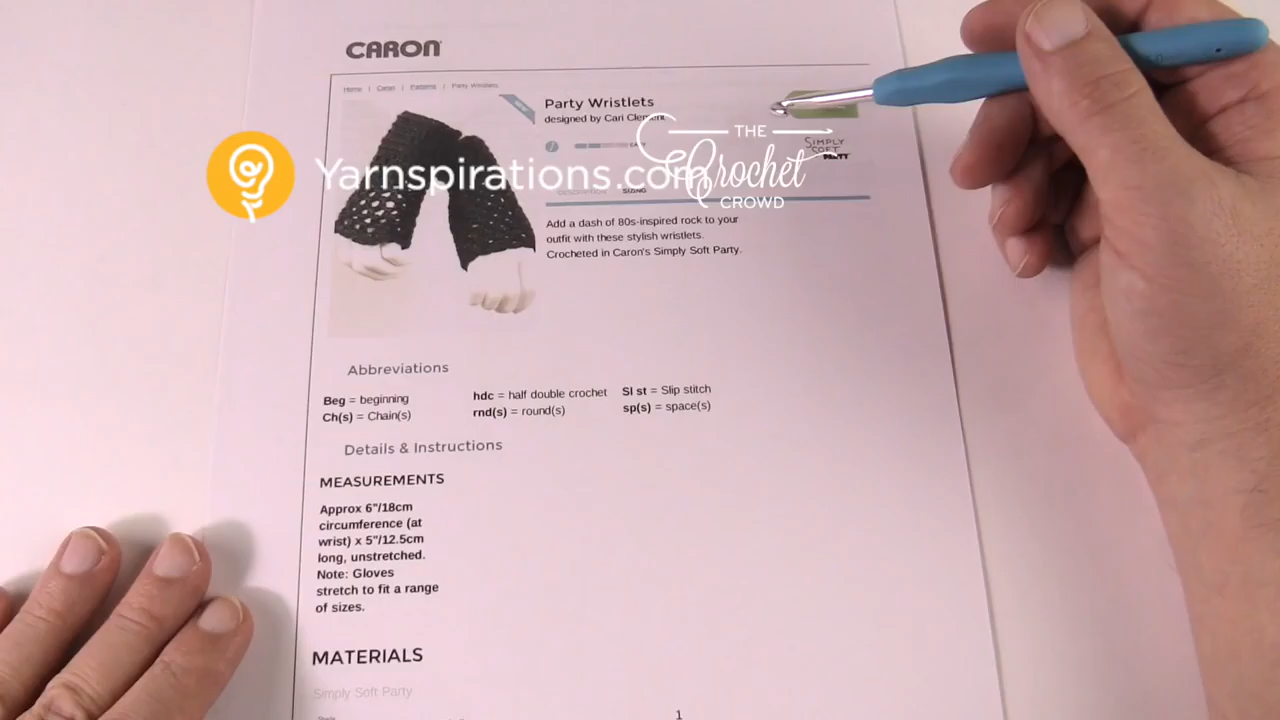 CARON
Home | Caron | Patterns | Party Wristlets
NEW
Party Wristlets
designed by Cari Clement
EASY
THE
Crochet
CROWD
Yarnspirations.com
SIMPLY
SOFT
PARTY
DESCRIPTION SIZING
Add a dash of 80s-inspired rock to your
outfit with these stylish wristlets.
Crocheted in Caron's Simply Soft Party.
Abbreviations
Beg = beginning hdc = half double crochet Sl st = Slip stitch
Ch(s) = Chain(s) rnd(s) = round(s) sp(s) = space(s)
Details & Instructions
MEASUREMENTS
Approx 6"/18cm
circumference (at
wrist) x 5"/12.5cm
long, unstretched.
Note: Gloves
stretch to fit a range
of sizes.
MATERIALS
Simply Soft Party
1